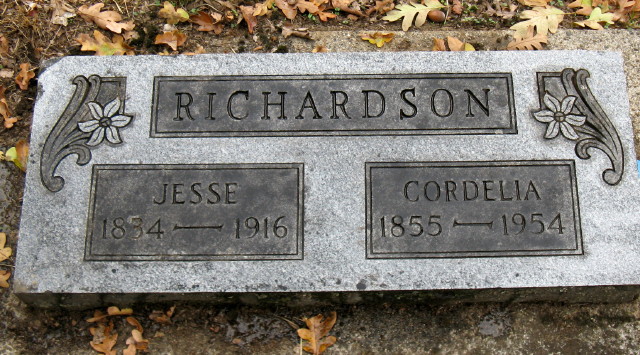 RICHARDSON
JESSE
1834 — 1916
CORDELIA
1855 — 1954